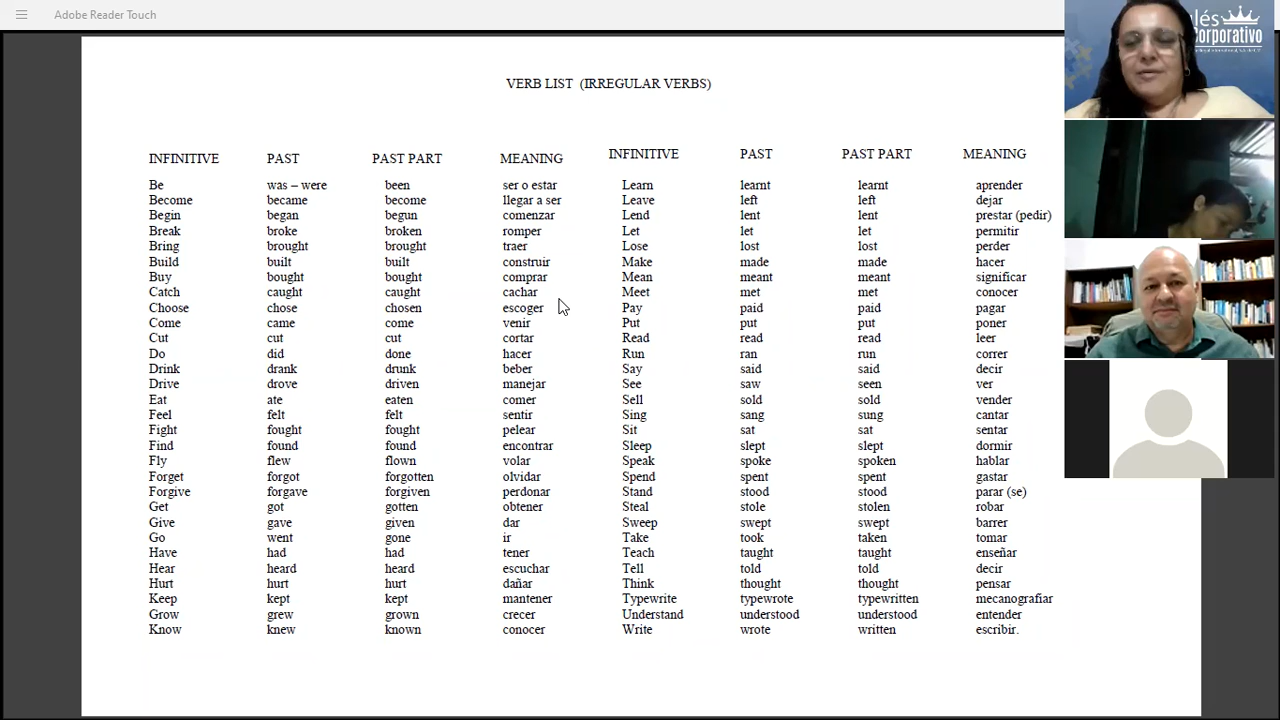 Adobe Reader Touch
lés
Corporativo
VERB LIST (IRREGULAR VERBS)
INFINITIVE PAST PAST PART MEANING INFINITIVE PAST PAST PART MEANING
Be was – were been ser o estar Learn learnt learnt aprender
Become became become llegar a ser Leave left left dejar
Begin began begun comenzar Lend lent lent prestar (pedir)
Break broke broken romper Let let let permitir
Bring brought brought traer Lose lost lost perder
Build built built construir Make made made hacer
Buy bought bought comprar Mean meant meant significar
Catch caught caught cachar Meet met met conocer
Choose chose chosen escoger Pay paid paid pagar
Come came come venir Put put put poner
Cut cut cut cortar Read read read leer
Do did done hacer Run ran run correr
Drink drank drunk beber Say said said decir
Drive drove driven manejar See saw seen ver
Eat ate eaten comer Sell sold sold vender
Feel felt felt sentir Sing sang sung cantar
Fight fought fought pelear Sit sat sat sentar
Find found found encontrar Sleep slept slept dormir
Fly flew flown volar Speak spoke spoken hablar
Forget forgot forgotten olvidar Spend spent spent gastar
Forgive forgave forgiven perdonar Stand stood stood parar (se)
Get got gotten obtener Steal stole stolen robar
Give gave given dar Sweep swept swept barrer
Go went gone ir Take took taken tomar
Have had had tener Teach taught taught enseñar
Hear heard heard escuchar Tell told told decir
Hurt hurt hurt dañar Think thought thought pensar
Keep kept kept mantener Typewrite typewrote typewritten mecanografiar
Grow grew grown crecer Understand understood understood entender
Know knew known conocer Write wrote written escribir.